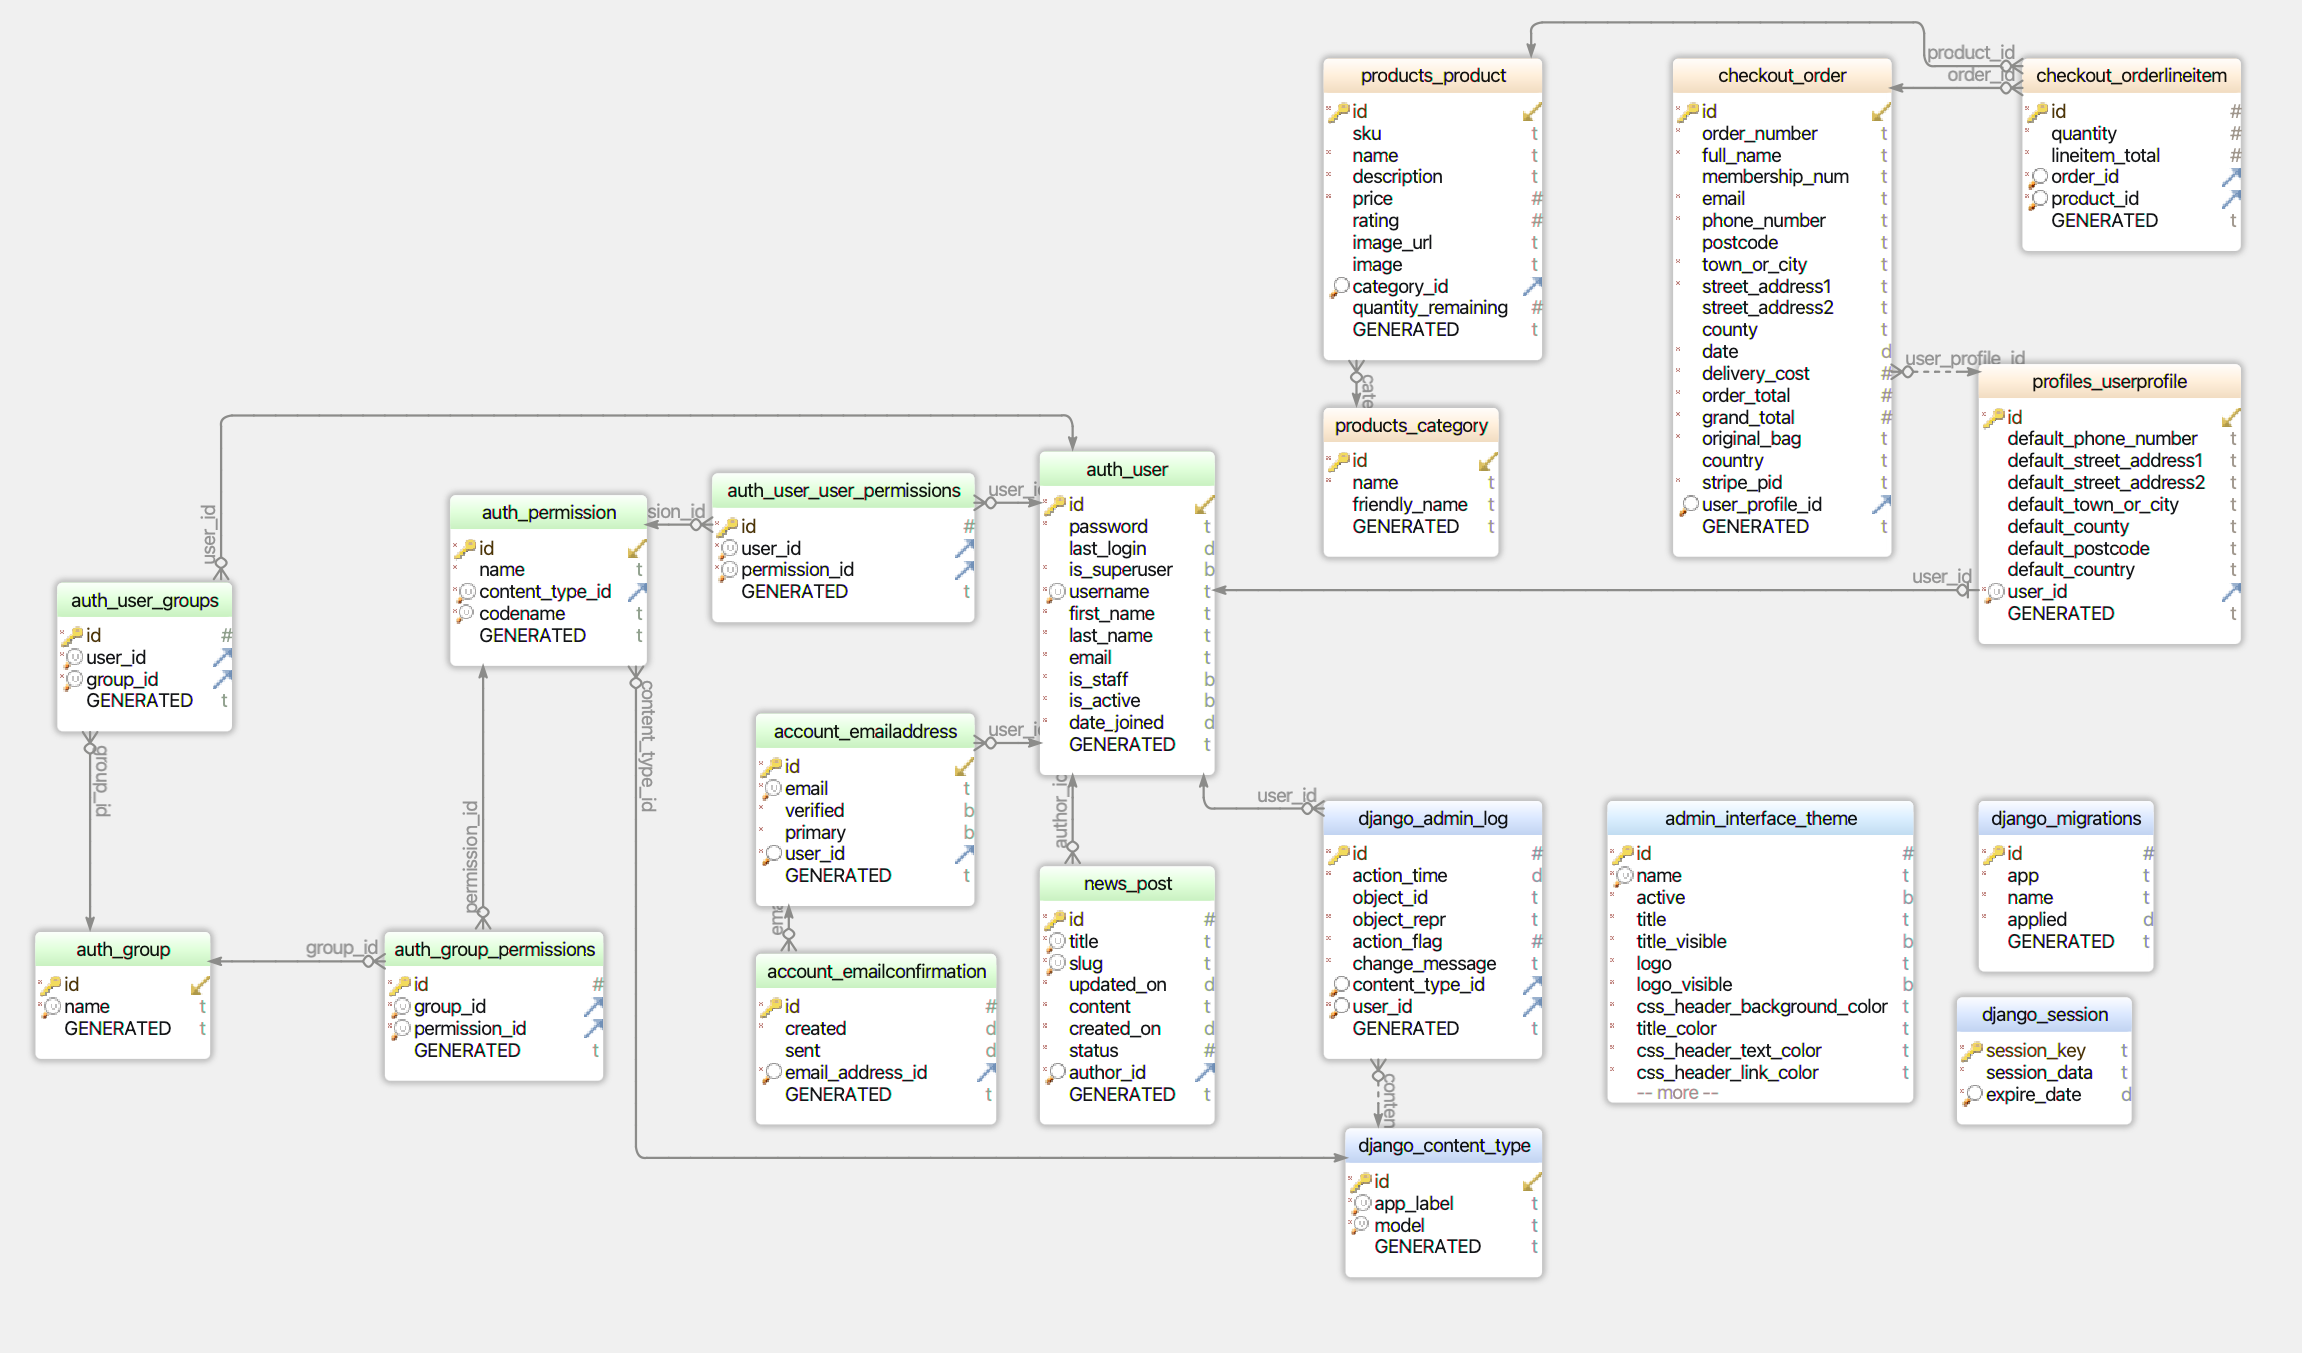 product_id
order_id
products_product
id
sku t
name t
description t
price #
rating #
image_url t
image t
category_id
quantity_remaining #
GENERATED t
checkout_order
id
order_number t
full_name t
membership_num t
email t
phone_number t
postcode t
town_or_city t
street_address1 t
street_address2 t
county t
date d
delivery_cost #
order_total #
grand_total #
original_bag t
country t
stripe_pid t
user_profile_id
GENERATED t
checkout_orderlineitem
id #
quantity #
lineitem_total #
order_id
product_id
GENERATED t
cate
products_category
id
name t
friendly_name t
GENERATED t
user_profile_id
profiles_userprofile
id
default_phone_number t
default_street_address1 t
default_street_address2 t
default_town_or_city t
default_county t
default_postcode t
default_country t
user_id
GENERATED t
user_id
user_id
auth_user_groups
id #
user_id
group_id
GENERATED t
group_id
auth_permission
id
name t
content_type_id
codename t
GENERATED t
sion_id
auth_user_user_permissions
id #
user_id
permission_id
GENERATED t
user_id
auth_user
id
password t
last_login d
is_superuser b
username t
first_name t
last_name t
email t
is_staff b
is_active b
date_joined d
GENERATED t
content_type_id
permission_id
account_emailaddress
id
email t
verified b
primary b
user_id
GENERATED t
user_id
author_id
user_id
ema
auth_group
id
name t
GENERATED t
group_id
auth_group_permissions
id #
group_id
permission_id
GENERATED t
account_emailconfirmation
id #
created d
sent d
email_address_id
GENERATED t
news_post
id #
title t
slug t
updated_on d
content t
created_on d
status #
author_id
GENERATED t
django_admin_log
id #
action_time d
object_id t
object_repr t
action_flag #
change_message t
content_type_id
user_id
GENERATED t
conten
django_content_type
id
app_label t
model t
GENERATED t
admin_interface_theme
id #
name t
active b
title t
title_visible b
logo t
logo_visible b
css_header_background_color t
title_color t
css_header_text_color t
css_header_link_color t
-- more --
django_migrations
id #
app t
name t
applied d
GENERATED t
django_session
session_key t
session_data t
expire_date d